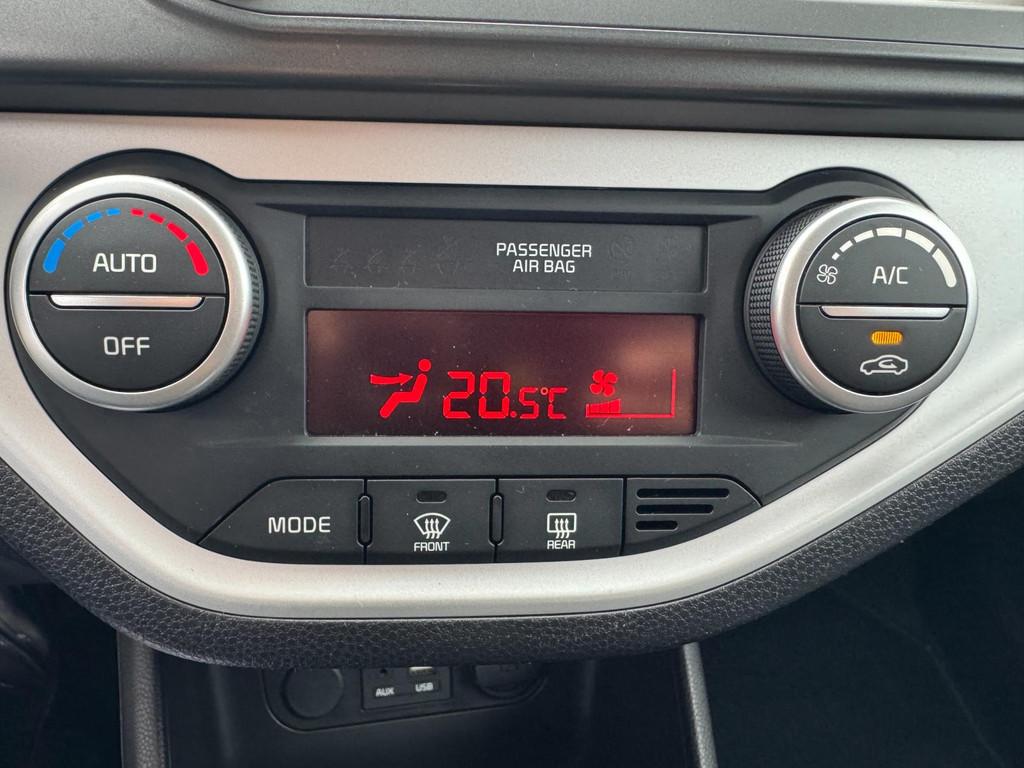 PASSENGER
AIR BAG
AUTO
OFF
A/C
20.5°C
MODE
FRONT
REAR
AUX
USB